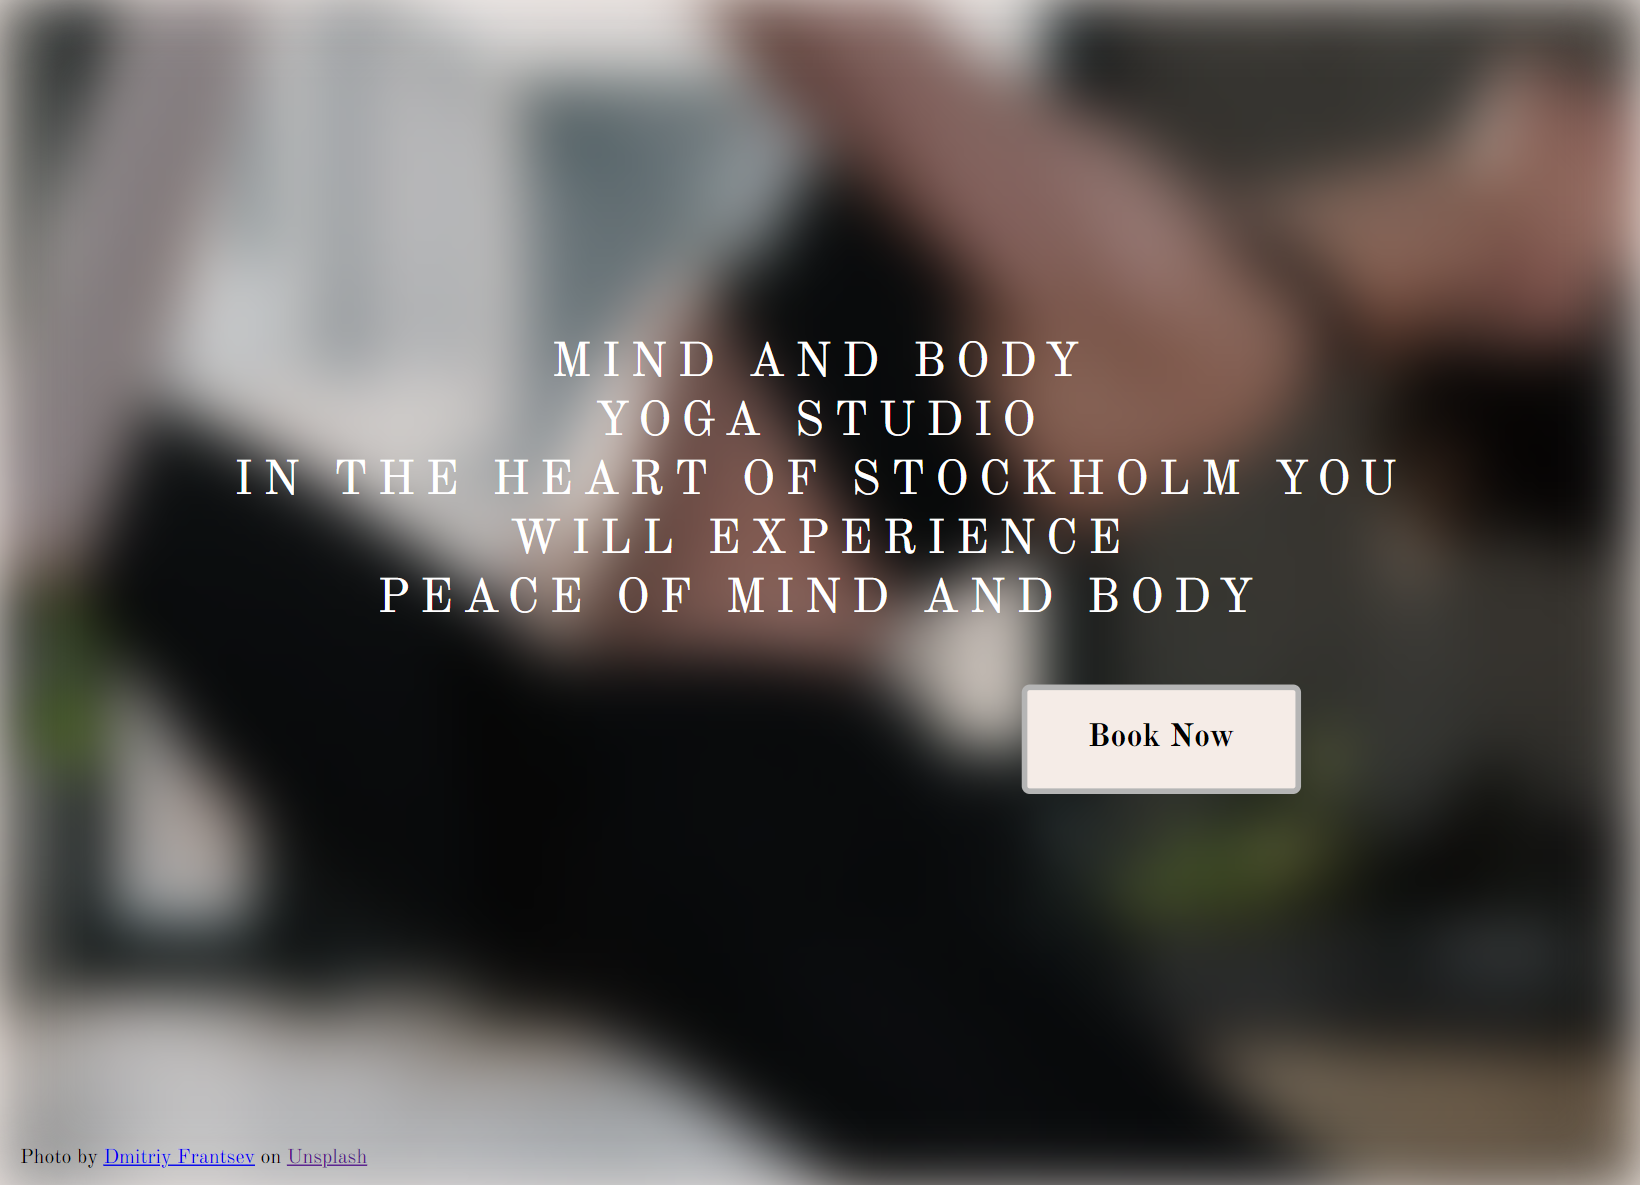 MIND AND BODY
YOGA STUDIO
IN THE HEART OF STOCKHOLM YOU
WILL EXPERIENCE
PEACE OF MIND AND BODY
Book Now
Photo by Dmitriy Frantsev on Unsplash